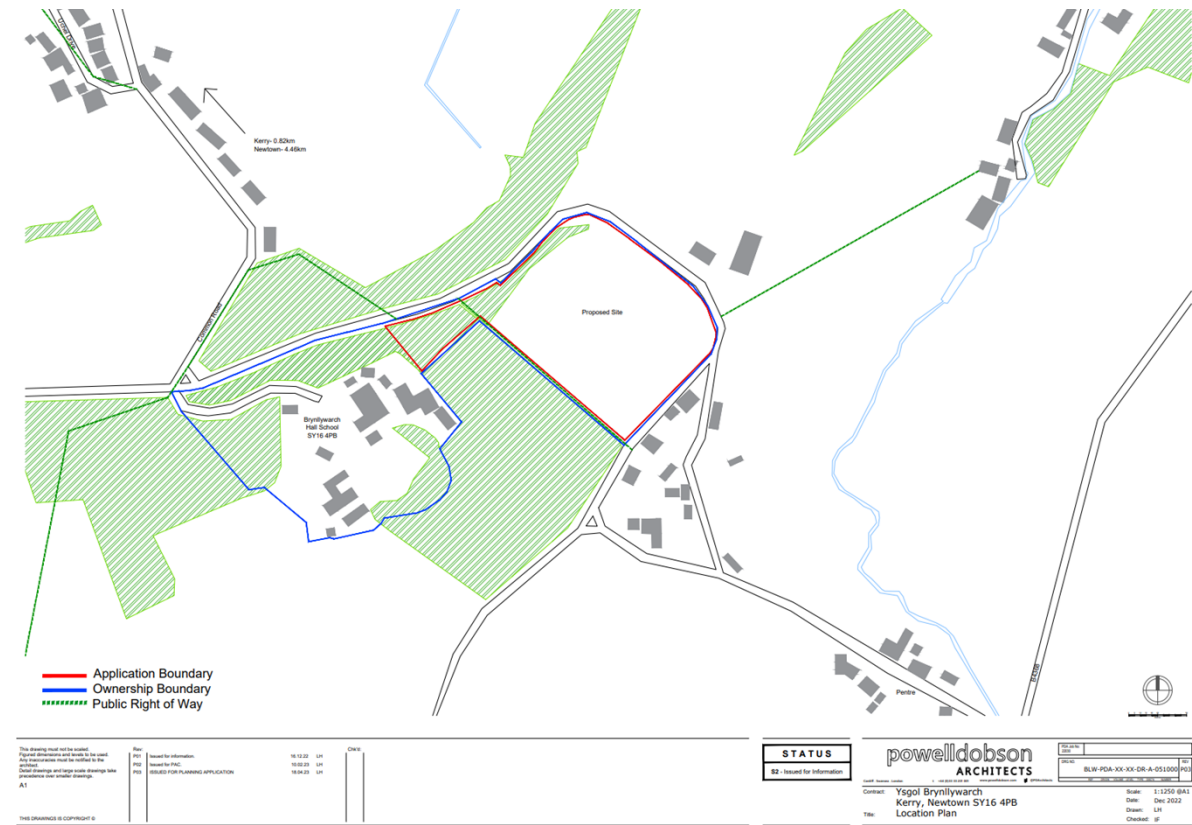 Kerry- 0.82km
Newtown- 4.46km
Common Road
Proposed Site
Brynllywarch
Hall School
SY16 4PB
Pentre
Application Boundary
Ownership Boundary
Public Right of Way
This drawing must not be scaled.
Figured dimensions and levels to be used.
Any inaccuracies must be notified to the
architect.
Detail drawings and large scale drawings take
precedence over smaller drawings.
A1
THIS DRAWINGS IS COPYRIGHT ©
Rev:
Chk'd:
P01 Issued for information. 16.12.22 LH
P02 Issued for PAC. 10.02.23 LH
P03 ISSUED FOR PLANNING APPLICATION 18.04.23 LH
STATUS
S2 - Issued for Information
powelldobson
ARCHITECTS
BLW-PDA-XX-XX-DR-A-051000 P03
Contract: Ysgol Brynllywarch
Kerry, Newtown SY16 4PB
Title: Location Plan
Scale: 1:1250 @A1
Date: Dec 2022
Drawn: LH
Checked: IF